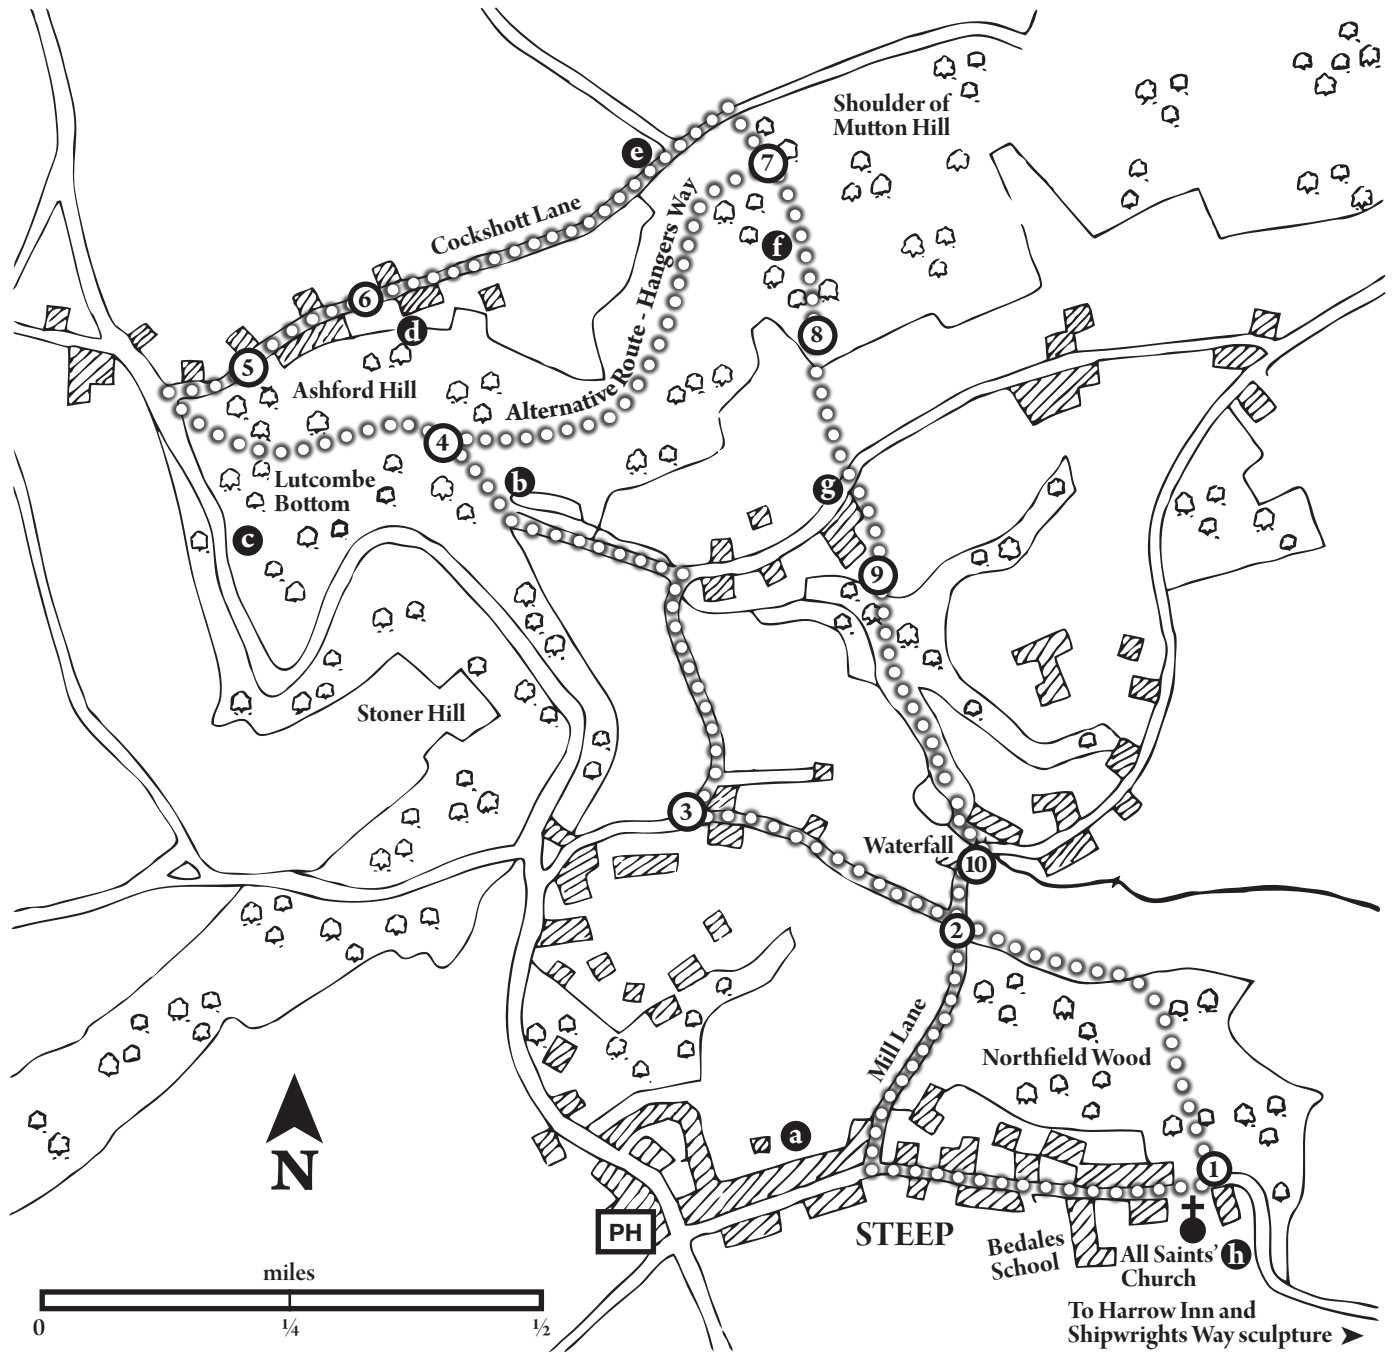 Shoulder of
Mutton Hill
e
7
Cockshott Lane
Alternative Route - Hangers Way
f
6
d
8
5
Ashford Hill
4
b
g
Lutcombe
Bottom
c
9
Stoner Hill
3
Waterfall
10
2
Mill Lane
Northfield Wood
N
a
1
PH
STEEP
Bedales
School
All Saints'
Church
h
miles
0
¼
½
To Harrow Inn and
Shipwrights Way sculpture